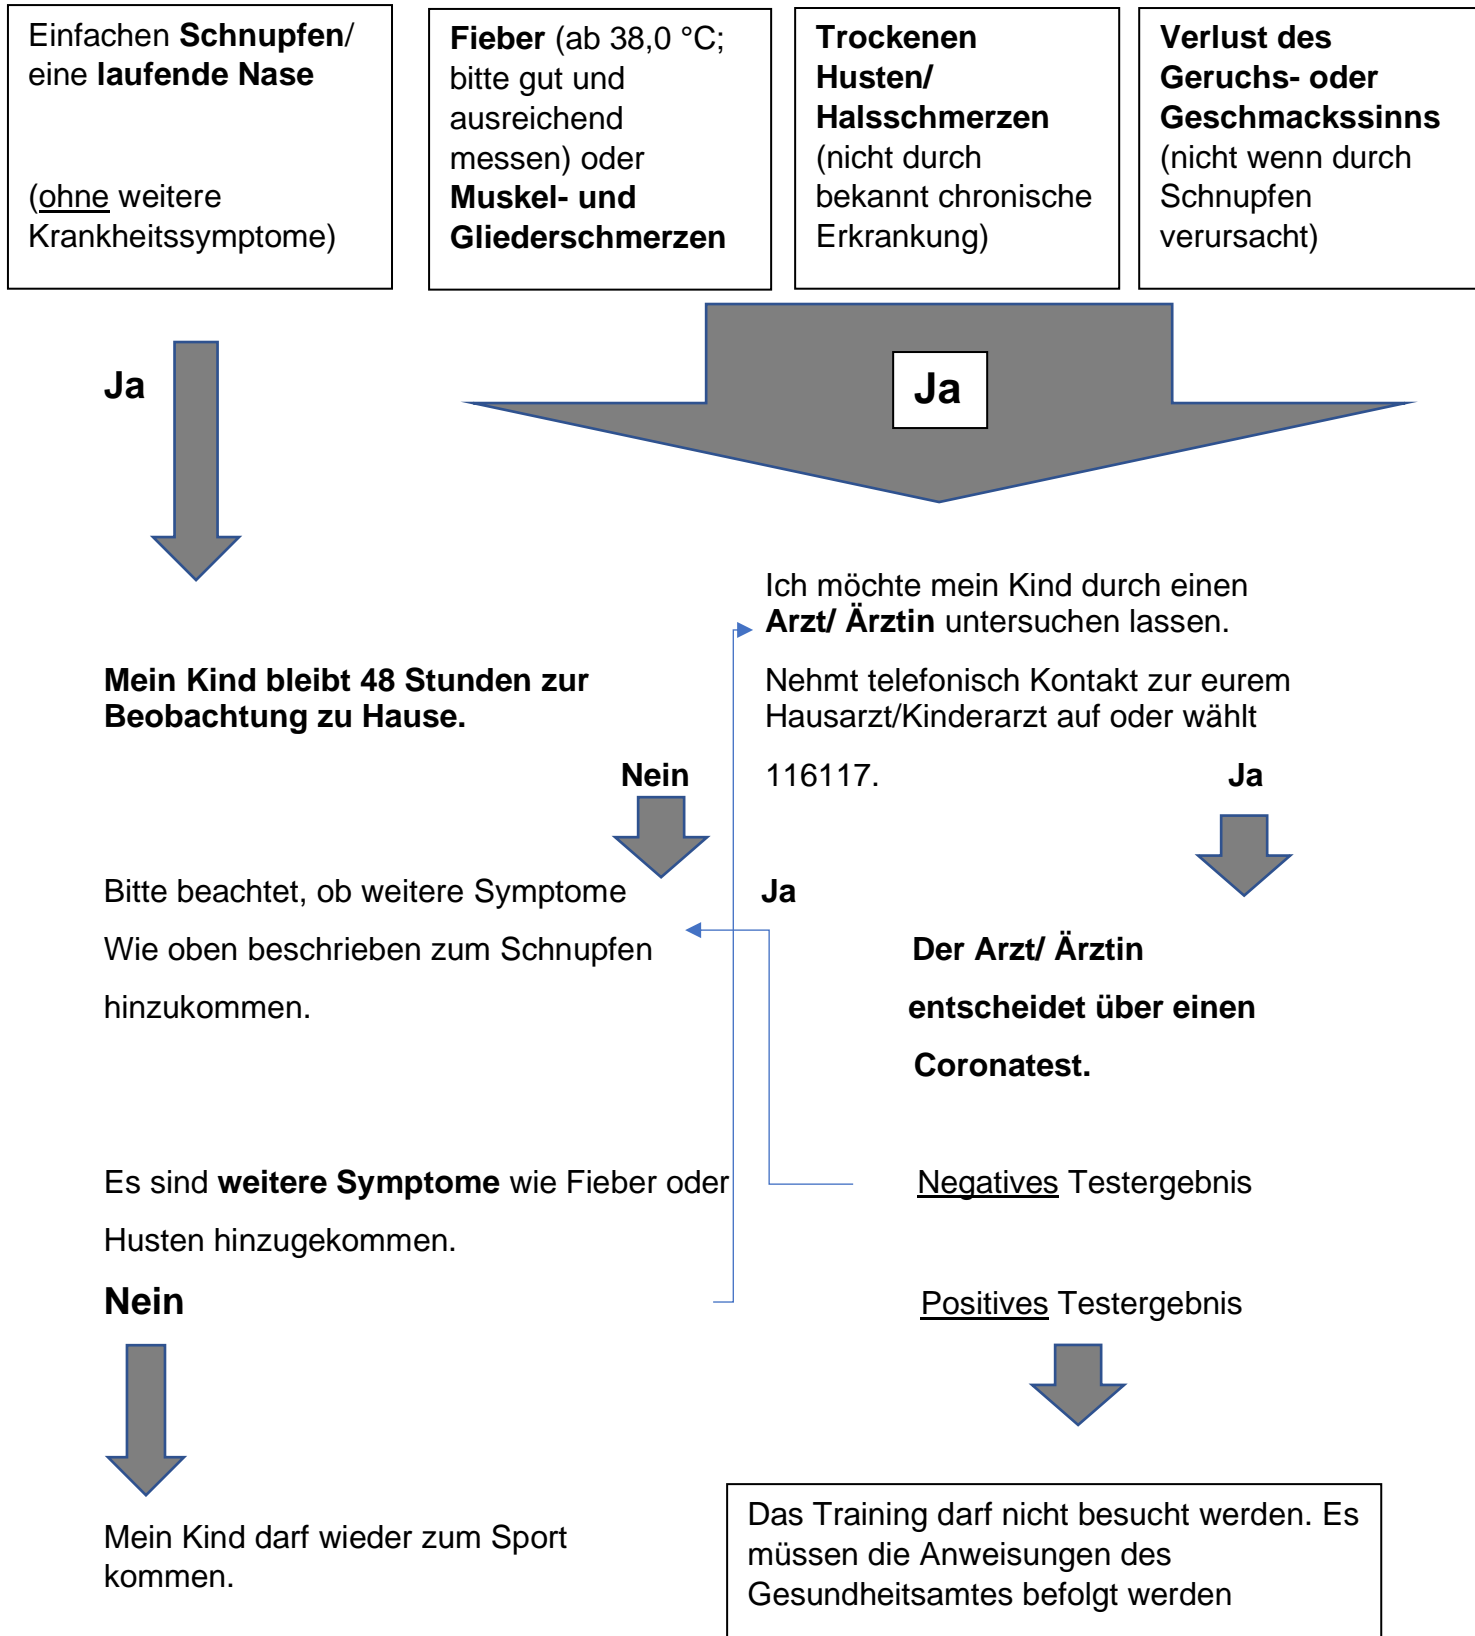 Einfachen Schnupfen/
eine laufende Nase
(ohne weitere
Krankheitssymptome)
Fieber (ab 38,0 °C;
bitte gut und
ausreichend
messen) oder
Muskel- und
Gliederschmerzen
Trockenen
Husten/
Halsschmerzen
(nicht durch
bekannt chronische
Erkrankung)
Verlust des
Geruchs- oder
Geschmackssinns
(nicht wenn durch
Schnupfen
verursacht)
Ja
Ja
Ich möchte mein Kind durch einen
Arzt/ Ärztin untersuchen lassen.
Mein Kind bleibt 48 Stunden zur
Beobachtung zu Hause.
Nehmt telefonisch Kontakt zur eurem
Hausarzt/Kinderarzt auf oder wählt
116117.
Nein
Ja
Bitte beachtet, ob weitere Symptome
Wie oben beschrieben zum Schnupfen
hinzukommen.
Ja
Der Arzt/ Ärztin
entscheidet über einen
Coronatest.
Es sind weitere Symptome wie Fieber oder
Husten hinzugekommen.
Nein
Negatives Testergebnis
Positives Testergebnis
Mein Kind darf wieder zum Sport
kommen.
Das Training darf nicht besucht werden. Es
müssen die Anweisungen des
Gesundheitsamtes befolgt werden